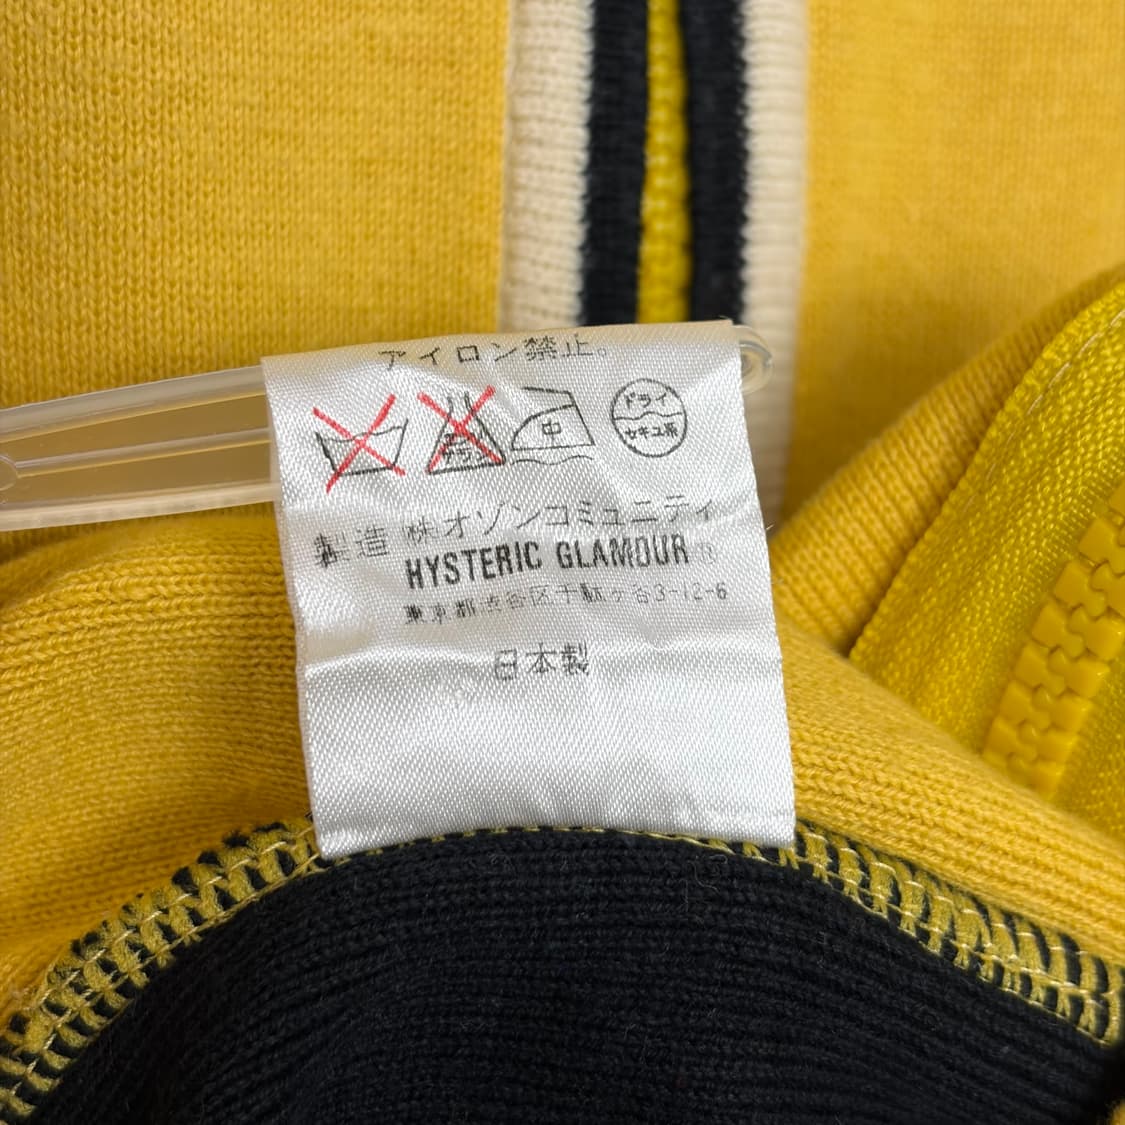 アイロン禁止。
中 ドライ
セキユ系
製造 ㈱オゾンコミュニティ
HYSTERIC GLAMOUR®
東京都渋谷区千駄ヶ谷3-12-6
日本製